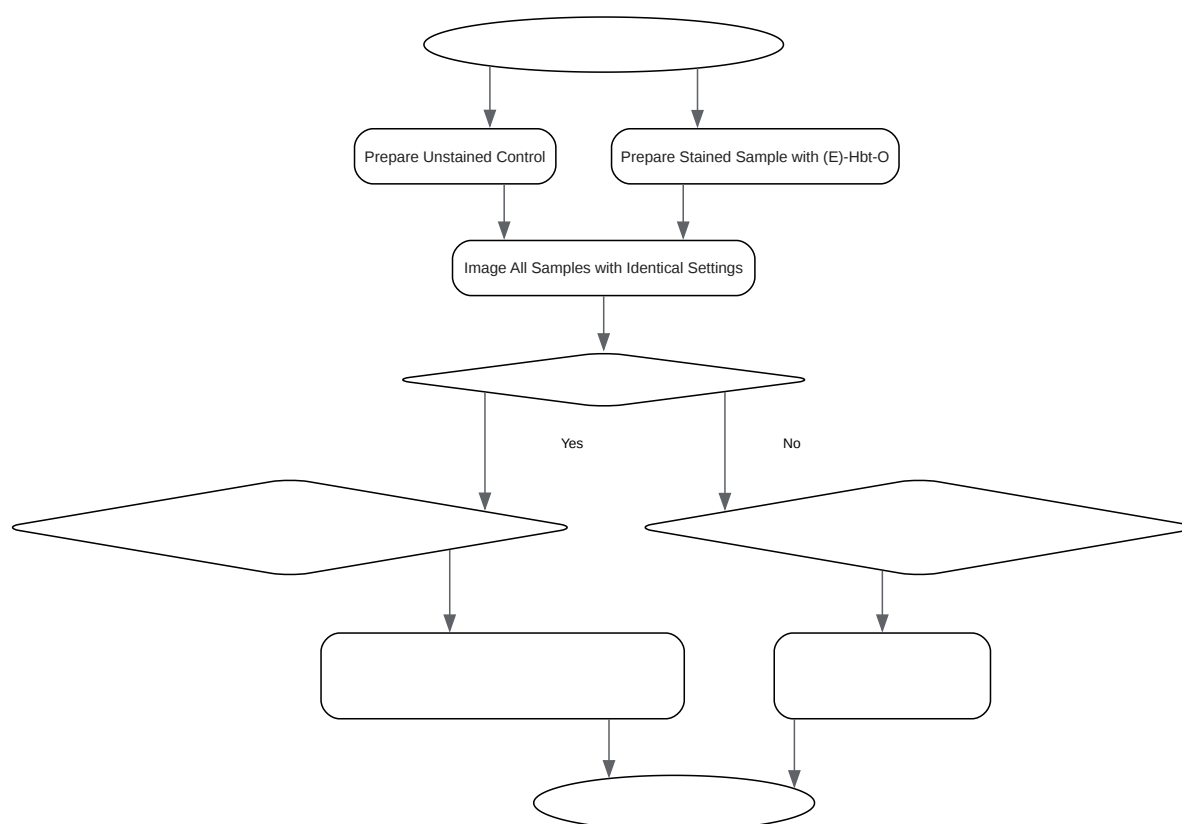 Prepare Unstained Control
Prepare Stained Sample with (E)-Hbt-O
Image All Samples with Identical Settings
Yes
No